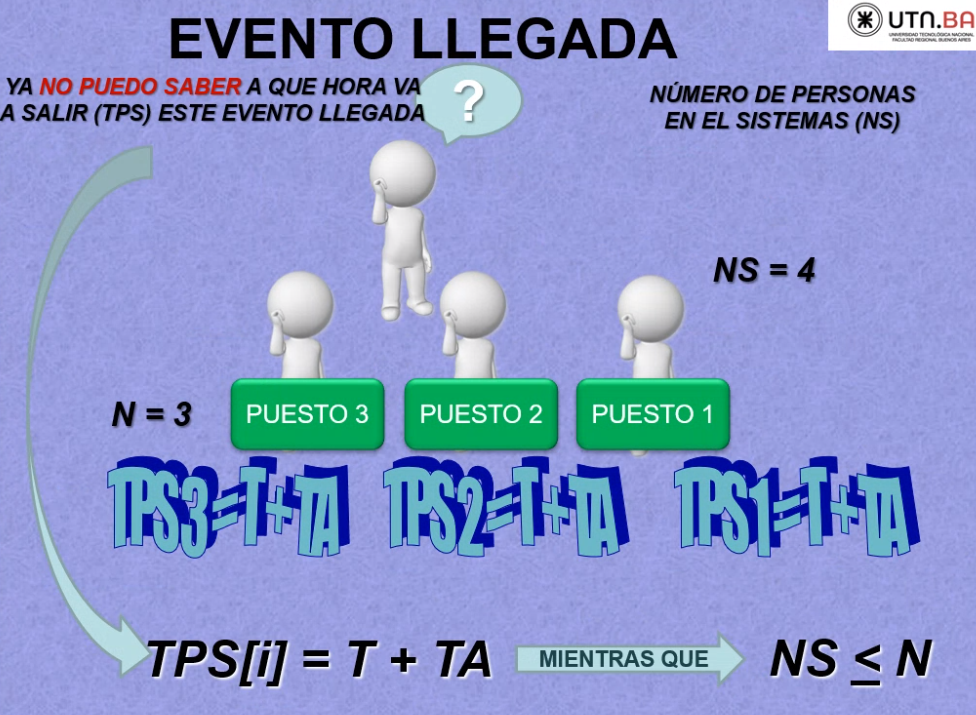 EVENTO LLEGADA
UTN.BA
UNIVERSIDAD TECNOLÓGICA NACIONAL
FACULTAD REGIONAL BUENOS AIRES
YA NO PUEDO SABER A QUE HORA VA
A SALIR (TPS) ESTE EVENTO LLEGADA
?
NÚMERO DE PERSONAS
EN EL SISTEMAS (NS)
NS = 4
N = 3
PUESTO 3
PUESTO 2
PUESTO 1
TPS3=T+TA
TPS2=T+TA
TPS1=T+TA
TPS[i] = T + TA
MIENTRAS QUE
NS ≤ N